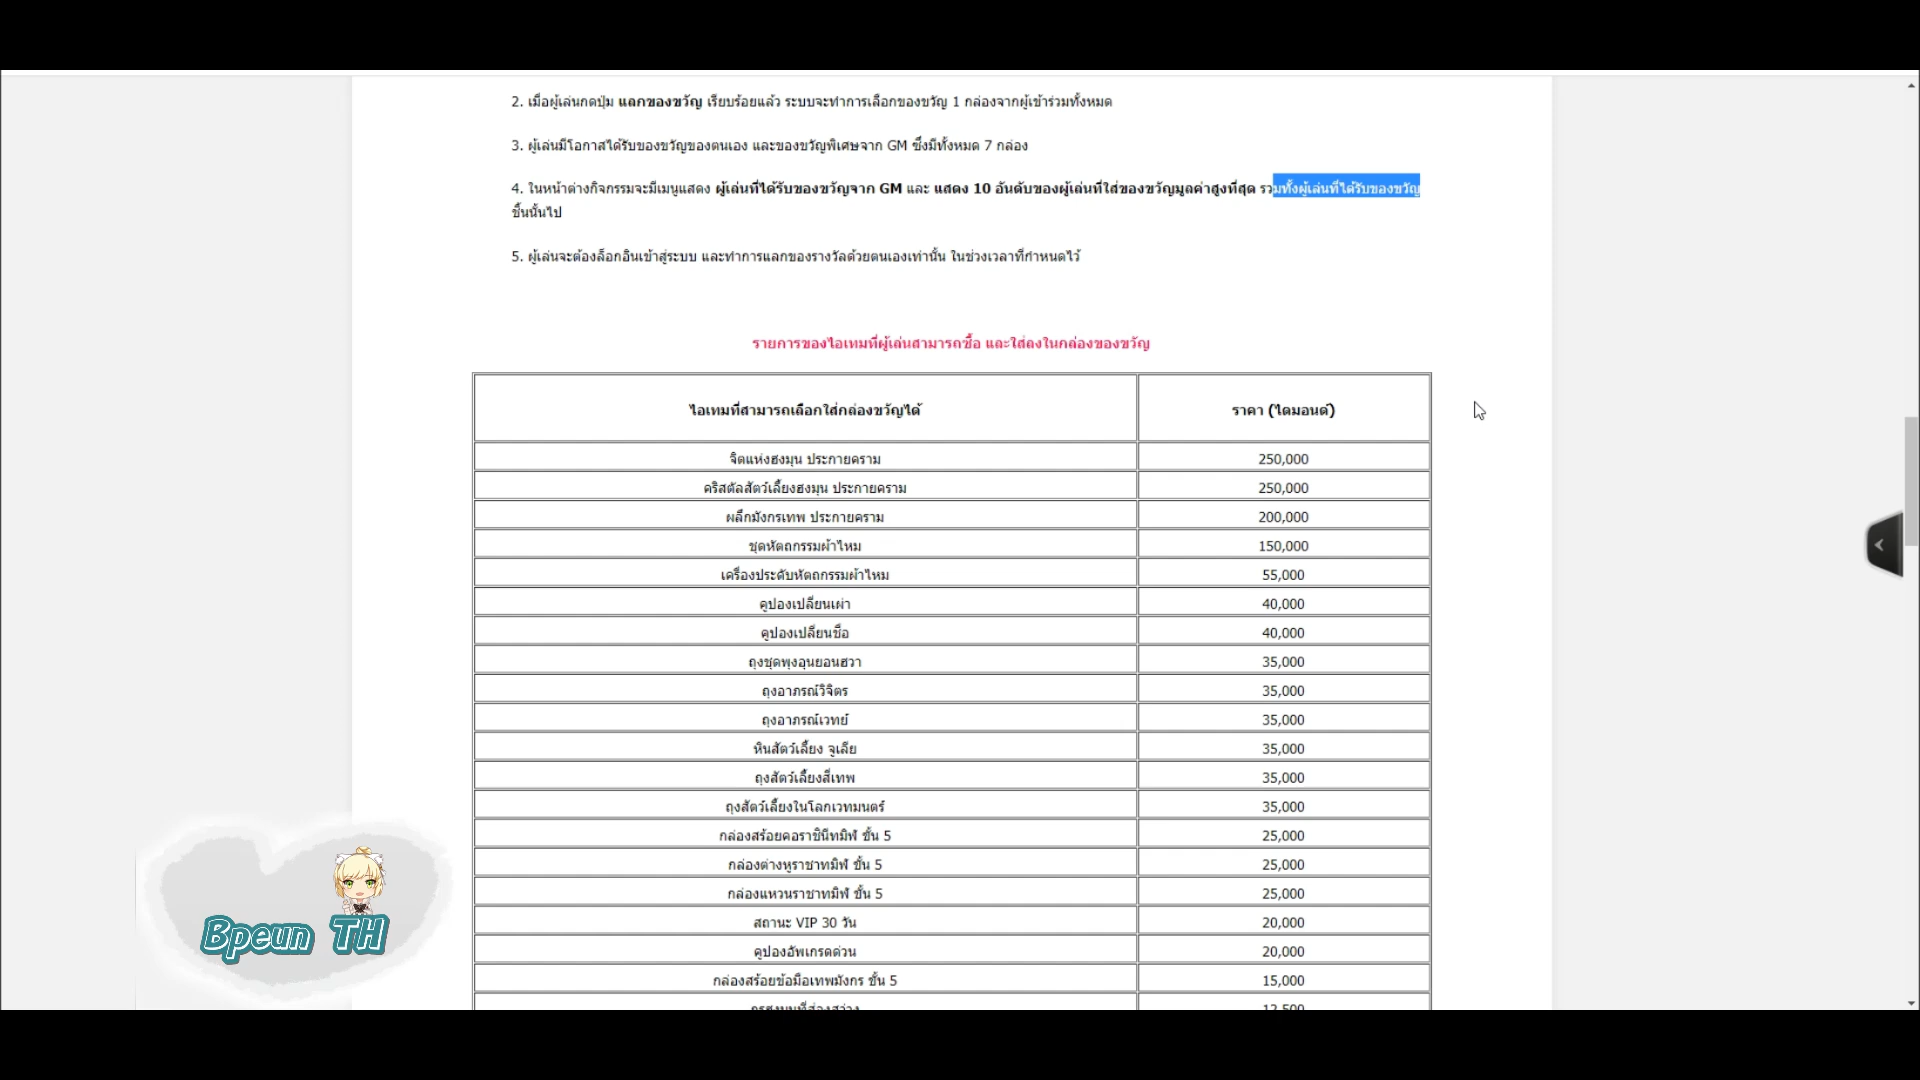 2. เมื่อผู้เล่นกดปุ่ม แลกของขวัญ เรียบร้อยแล้ว ระบบจะทำการเลือกของขวัญ 1 กล่องจากผู้เข้าร่วมทั้งหมด
3. ผู้เล่นมีโอกาสได้รับของขวัญของตนเอง และของขวัญพิเศษจาก GM ซึ่งมีทั้งหมด 7 กล่อง
4. ในหน้าต่างกิจกรรมจะมีเมนูแสดง ผู้เล่นที่ได้รับของขวัญจาก GM และ แสดง 10 อันดับของผู้เล่นที่ใส่ของขวัญมูลค่าสูงที่สุด รวมทั้งผู้เล่นที่ได้รับของขวัญ
ชิ้นนั้นไป
5. ผู้เล่นจะต้องล็อกอินเข้าสู่ระบบ และทำการแลกของรางวัลด้วยตนเองเท่านั้น ในช่วงเวลาที่กำหนดไว้
รายการของไอเทมที่ผู้เล่นสามารถซื้อ และใส่ลงในกล่องของขวัญ
ไอเทมที่สามารถเลือกใส่กล่องขวัญได้ ราคา (ไดมอนด์)
จิตแห่งฮงมุน ประกายคราม 250,000
คริสตัลสัตว์เลี้ยงฮงมุน ประกายคราม 250,000
ผลึกมังกรเทพ ประกายคราม 200,000
ชุดหัตถกรรมผ้าไหม 150,000
เครื่องประดับหัตถกรรมผ้าไหม 55,000
คูปองเปลี่ยนเผ่า 40,000
คูปองเปลี่ยนชื่อ 40,000
ถุงชุดพุงอุนยอนฮวา 35,000
ถุงอาภรณ์วิจิตร 35,000
ถุงอาภรณ์เวทย์ 35,000
หินสัตว์เลี้ยง จูเลีย 35,000
ถุงสัตว์เลี้ยงสี่เทพ 35,000
ถุงสัตว์เลี้ยงในโลกเวทมนตร์ 35,000
กล่องสร้อยคอราชินีทมิฬ ขั้น 5 25,000
กล่องต่างหูราชาทมิฬ ขั้น 5 25,000
กล่องแหวนราชาทมิฬ ขั้น 5 25,000
สถานะ VIP 30 วัน 20,000
คูปองอัพเกรดด่วน 20,000
กล่องสร้อยข้อมือเทพมังกร ขั้น 5 15,000
12,500
Bpeun TH